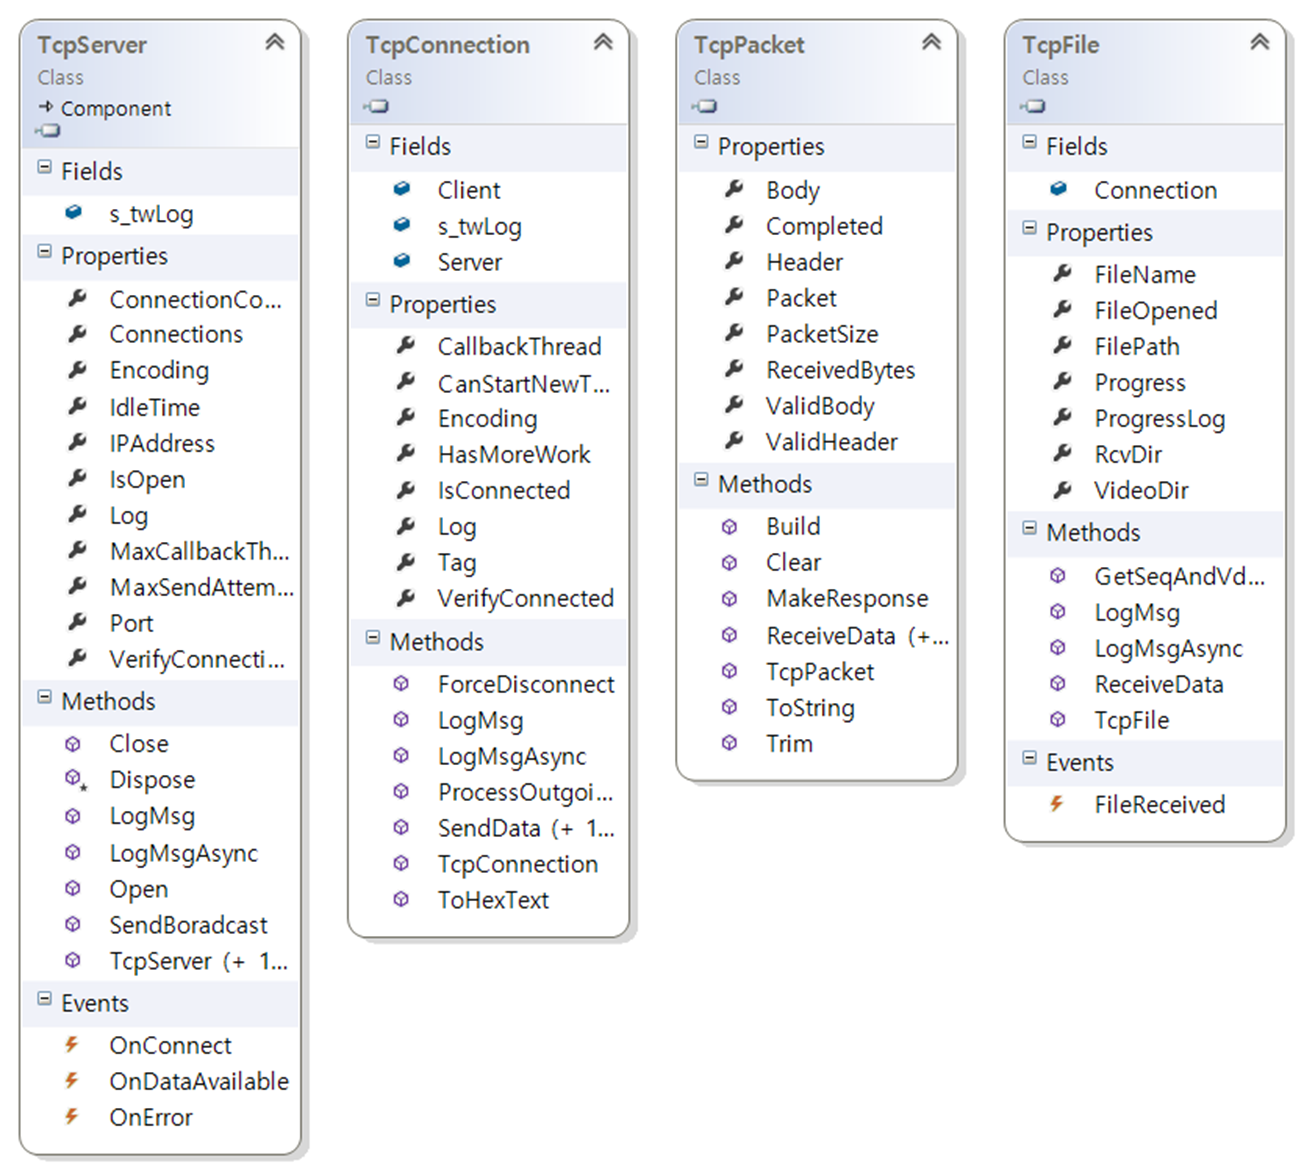 TcpServer
Class
Component
Fields
s_twLog
Properties
ConnectionCo...
Connections
Encoding
IdleTime
IPAddress
IsOpen
Log
MaxCallbackTh...
MaxSendAttem...
Port
VerifyConnecti...
Methods
Close
Dispose
LogMsg
LogMsgAsync
Open
SendBoradcast
TcpServer (+ 1...
Events
OnConnect
OnDataAvailable
OnError
TcpConnection
Class
Fields
Client
s_twLog
Server
Properties
CallbackThread
CanStartNewT...
Encoding
HasMoreWork
IsConnected
Log
Tag
VerifyConnected
Methods
ForceDisconnect
LogMsg
LogMsgAsync
ProcessOutgoi...
SendData (+ 1...
TcpConnection
ToHexText
TcpPacket
Class
Properties
Body
Completed
Header
Packet
PacketSize
ReceivedBytes
ValidBody
ValidHeader
Methods
Build
Clear
MakeResponse
ReceiveData (+...
TcpPacket
ToString
Trim
TcpFile
Class
Fields
Connection
Properties
FileName
FileOpened
FilePath
Progress
ProgressLog
RcvDir
VideoDir
Methods
GetSeqAndVd...
LogMsg
LogMsgAsync
ReceiveData
TcpFile
Events
FileReceived